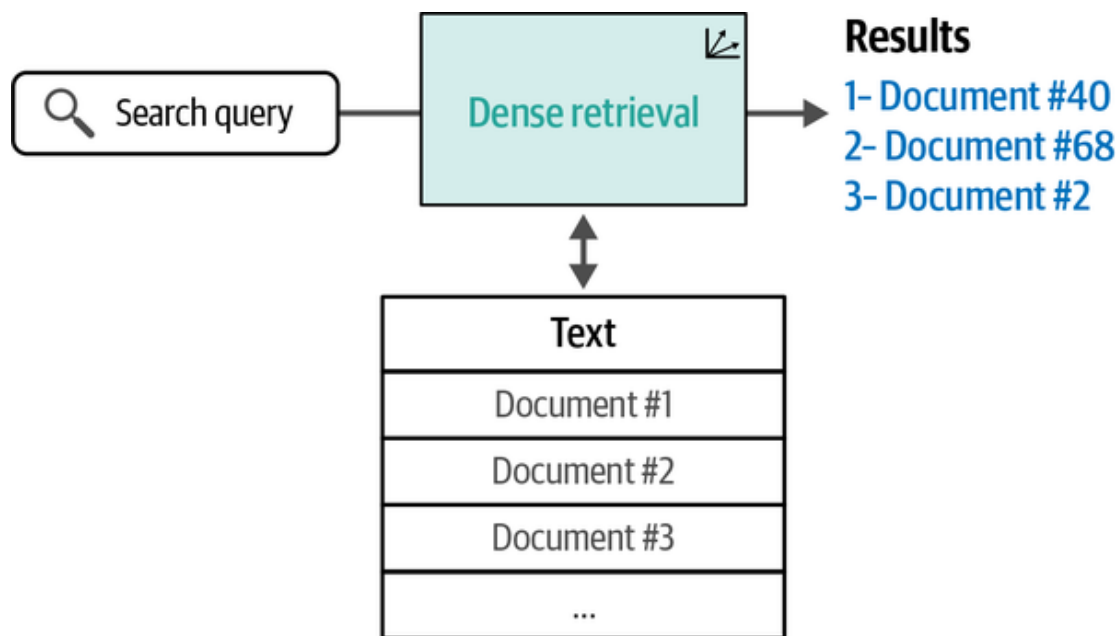 Search query
Dense retrieval
Results
1- Document #40
2- Document #68
3- Document #2
Text
Document #1
Document #2
Document #3
...